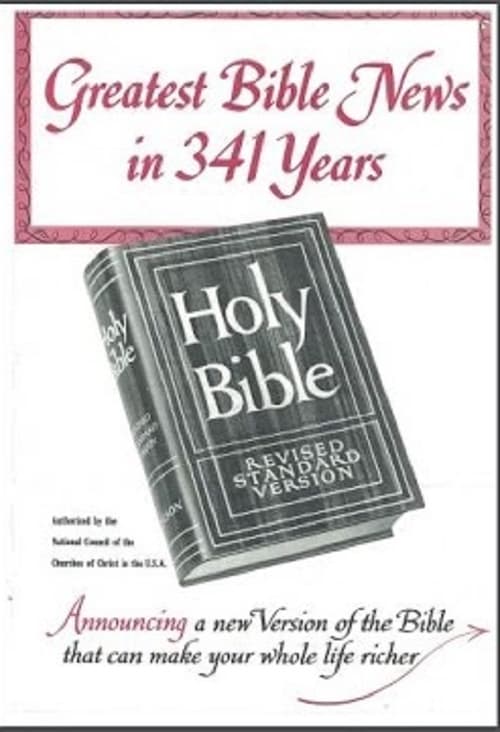 Greatest Bible News
in 341 Years
Holy
Bible
Holy
Bible
REVISED
STANDARD
VERSION
Authorized by the
National Council of the
Churches of Christ in the U.S.A.
Announcing a new Version of the Bible
that can make your whole life richer